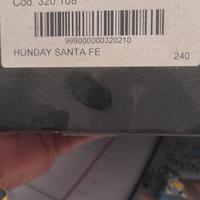 Cod. 320.108
999000000320210
HUNDAY SANTA FE 240